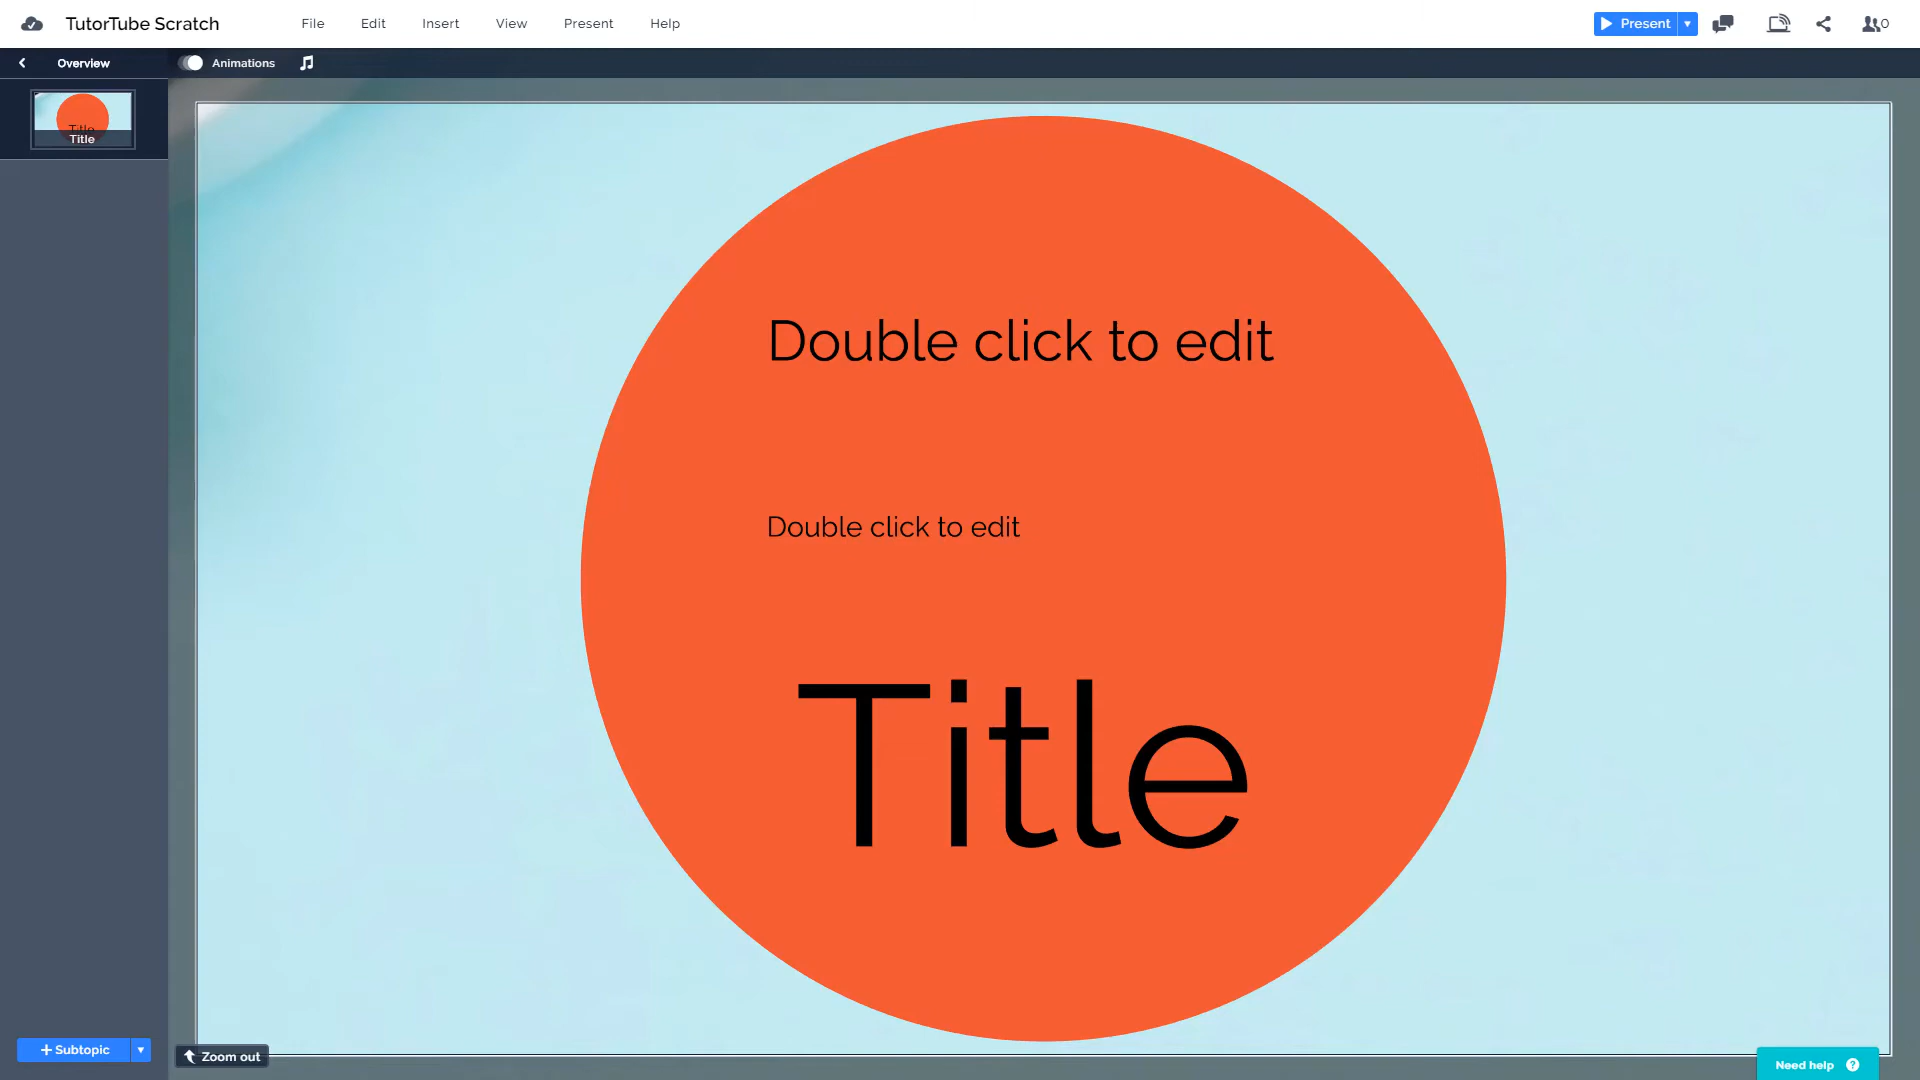 TutorTube Scratch File Edit Insert View Present Help Present 0
Overview Animations
Title
Title
Double click to edit
Double click to edit
Title
Subtopic
Zoom out
Need help ?